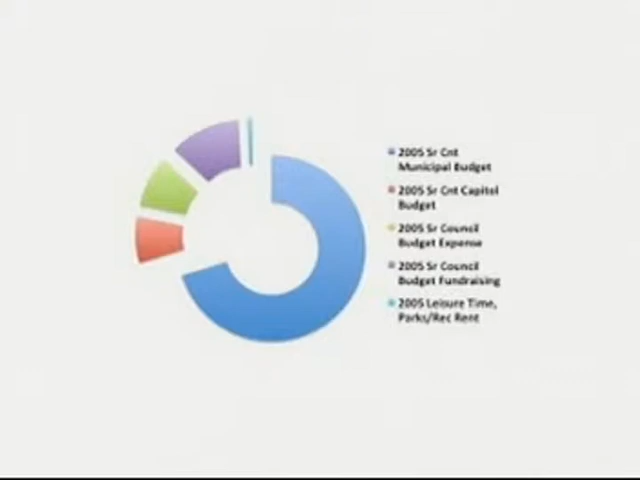 2005 Sr Cnt
Municipal Budget
2005 Sr Cnt Capitol
Budget
2005 Sr Council
Budget Expense
2005 Sr Council
Budget Fundraising
2005 Leisure Time,
Parks/Rec Rent